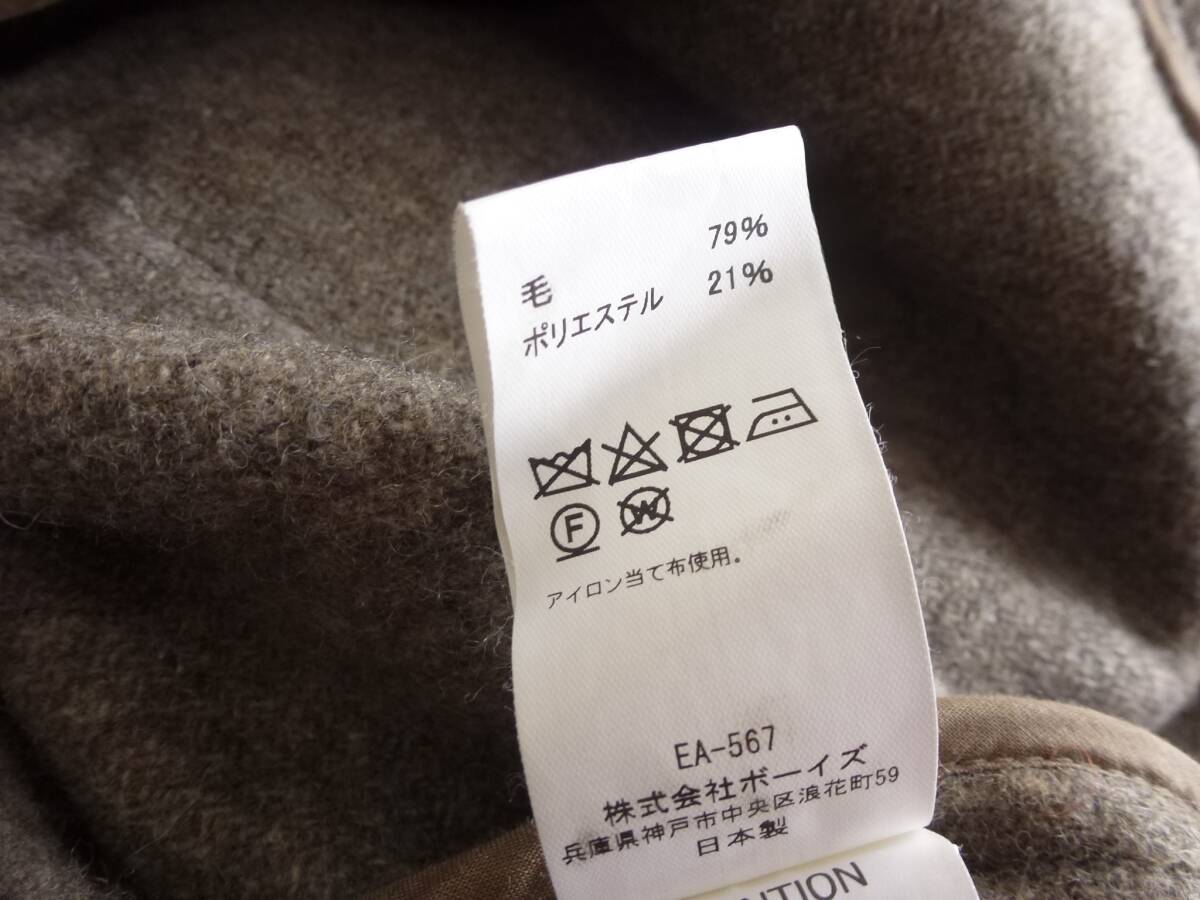 毛 79%
ポリエステル 21%
F W
アイロン当て布使用。
EA-567
株式会社ボーイズ
兵庫県神戸市中央区浪花町59
日本製
NTION